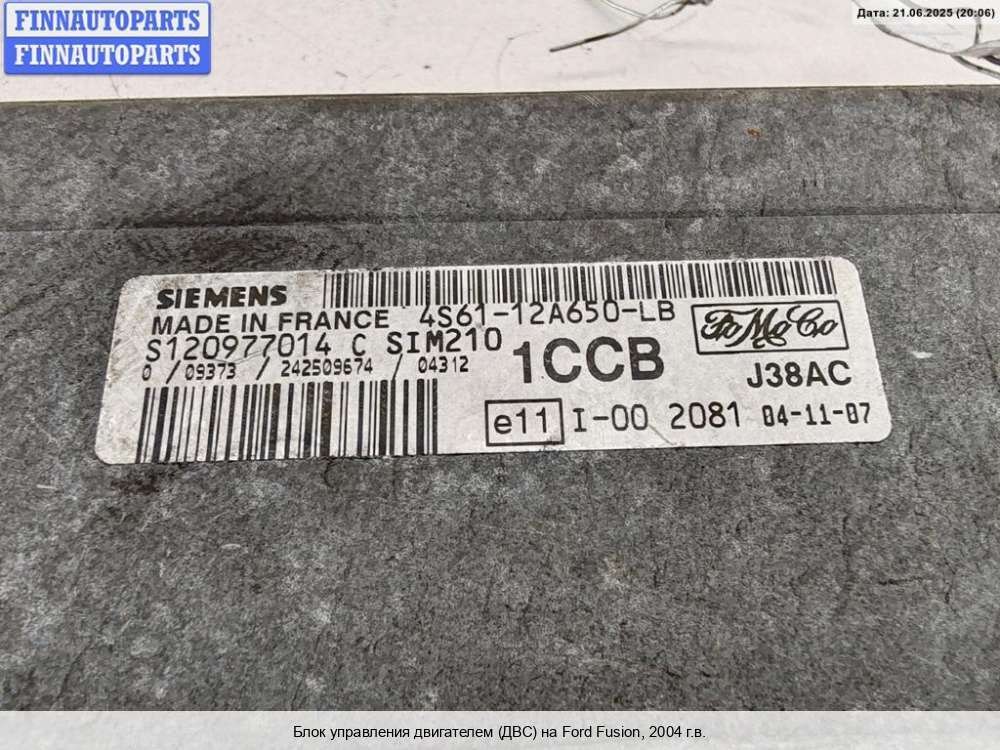 FINNAUTOPARTS
FINNAUTOPARTS
Дата: 21.06.2025 (20:06)
SIEMENS
MADE IN FRANCE 4S61-12A650-LB
FoMoCo
S120977014 C SIM210
0 / 09373 / 242509674 / 04312
1CCB
J38AC
e11 I-00 2081 04-11-07
Блок управления двигателем (ДВС) на Ford Fusion, 2004 г.в.